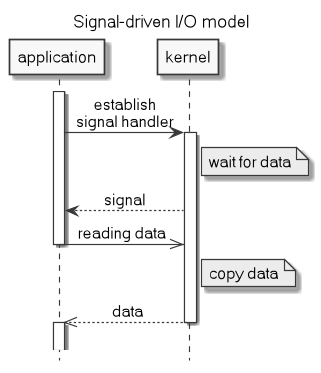 Signal-driven I/O model
application
kernel
establish
signal handler
wait for data
signal
reading data
copy data
data